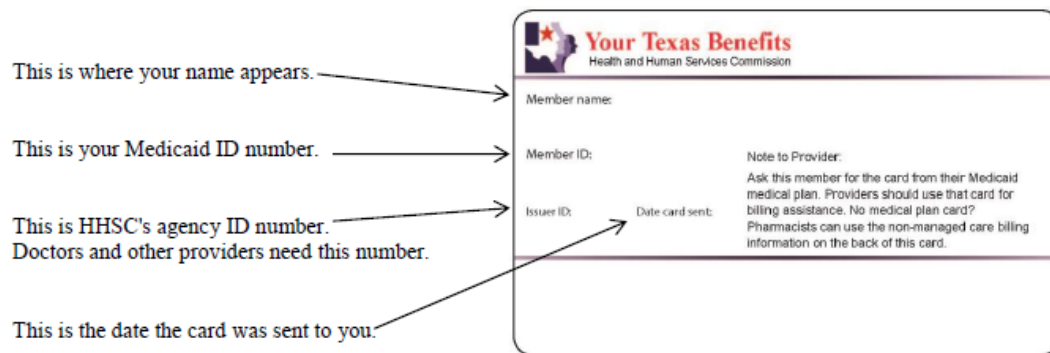 This is where your name appears.
This is your Medicaid ID number.
This is HHSC's agency ID number.
Doctors and other providers need this number.
This is the date the card was sent to you.
Your Texas Benefits
Health and Human Services Commission
Member name:
Member ID:
Issuer ID:
Date card sent:
Note to Provider:
Ask this member for the card from their Medicaid
medical plan. Providers should use that card for
billing assistance. No medical plan card?
Pharmacists can use the non-managed care billing
information on the back of this card.